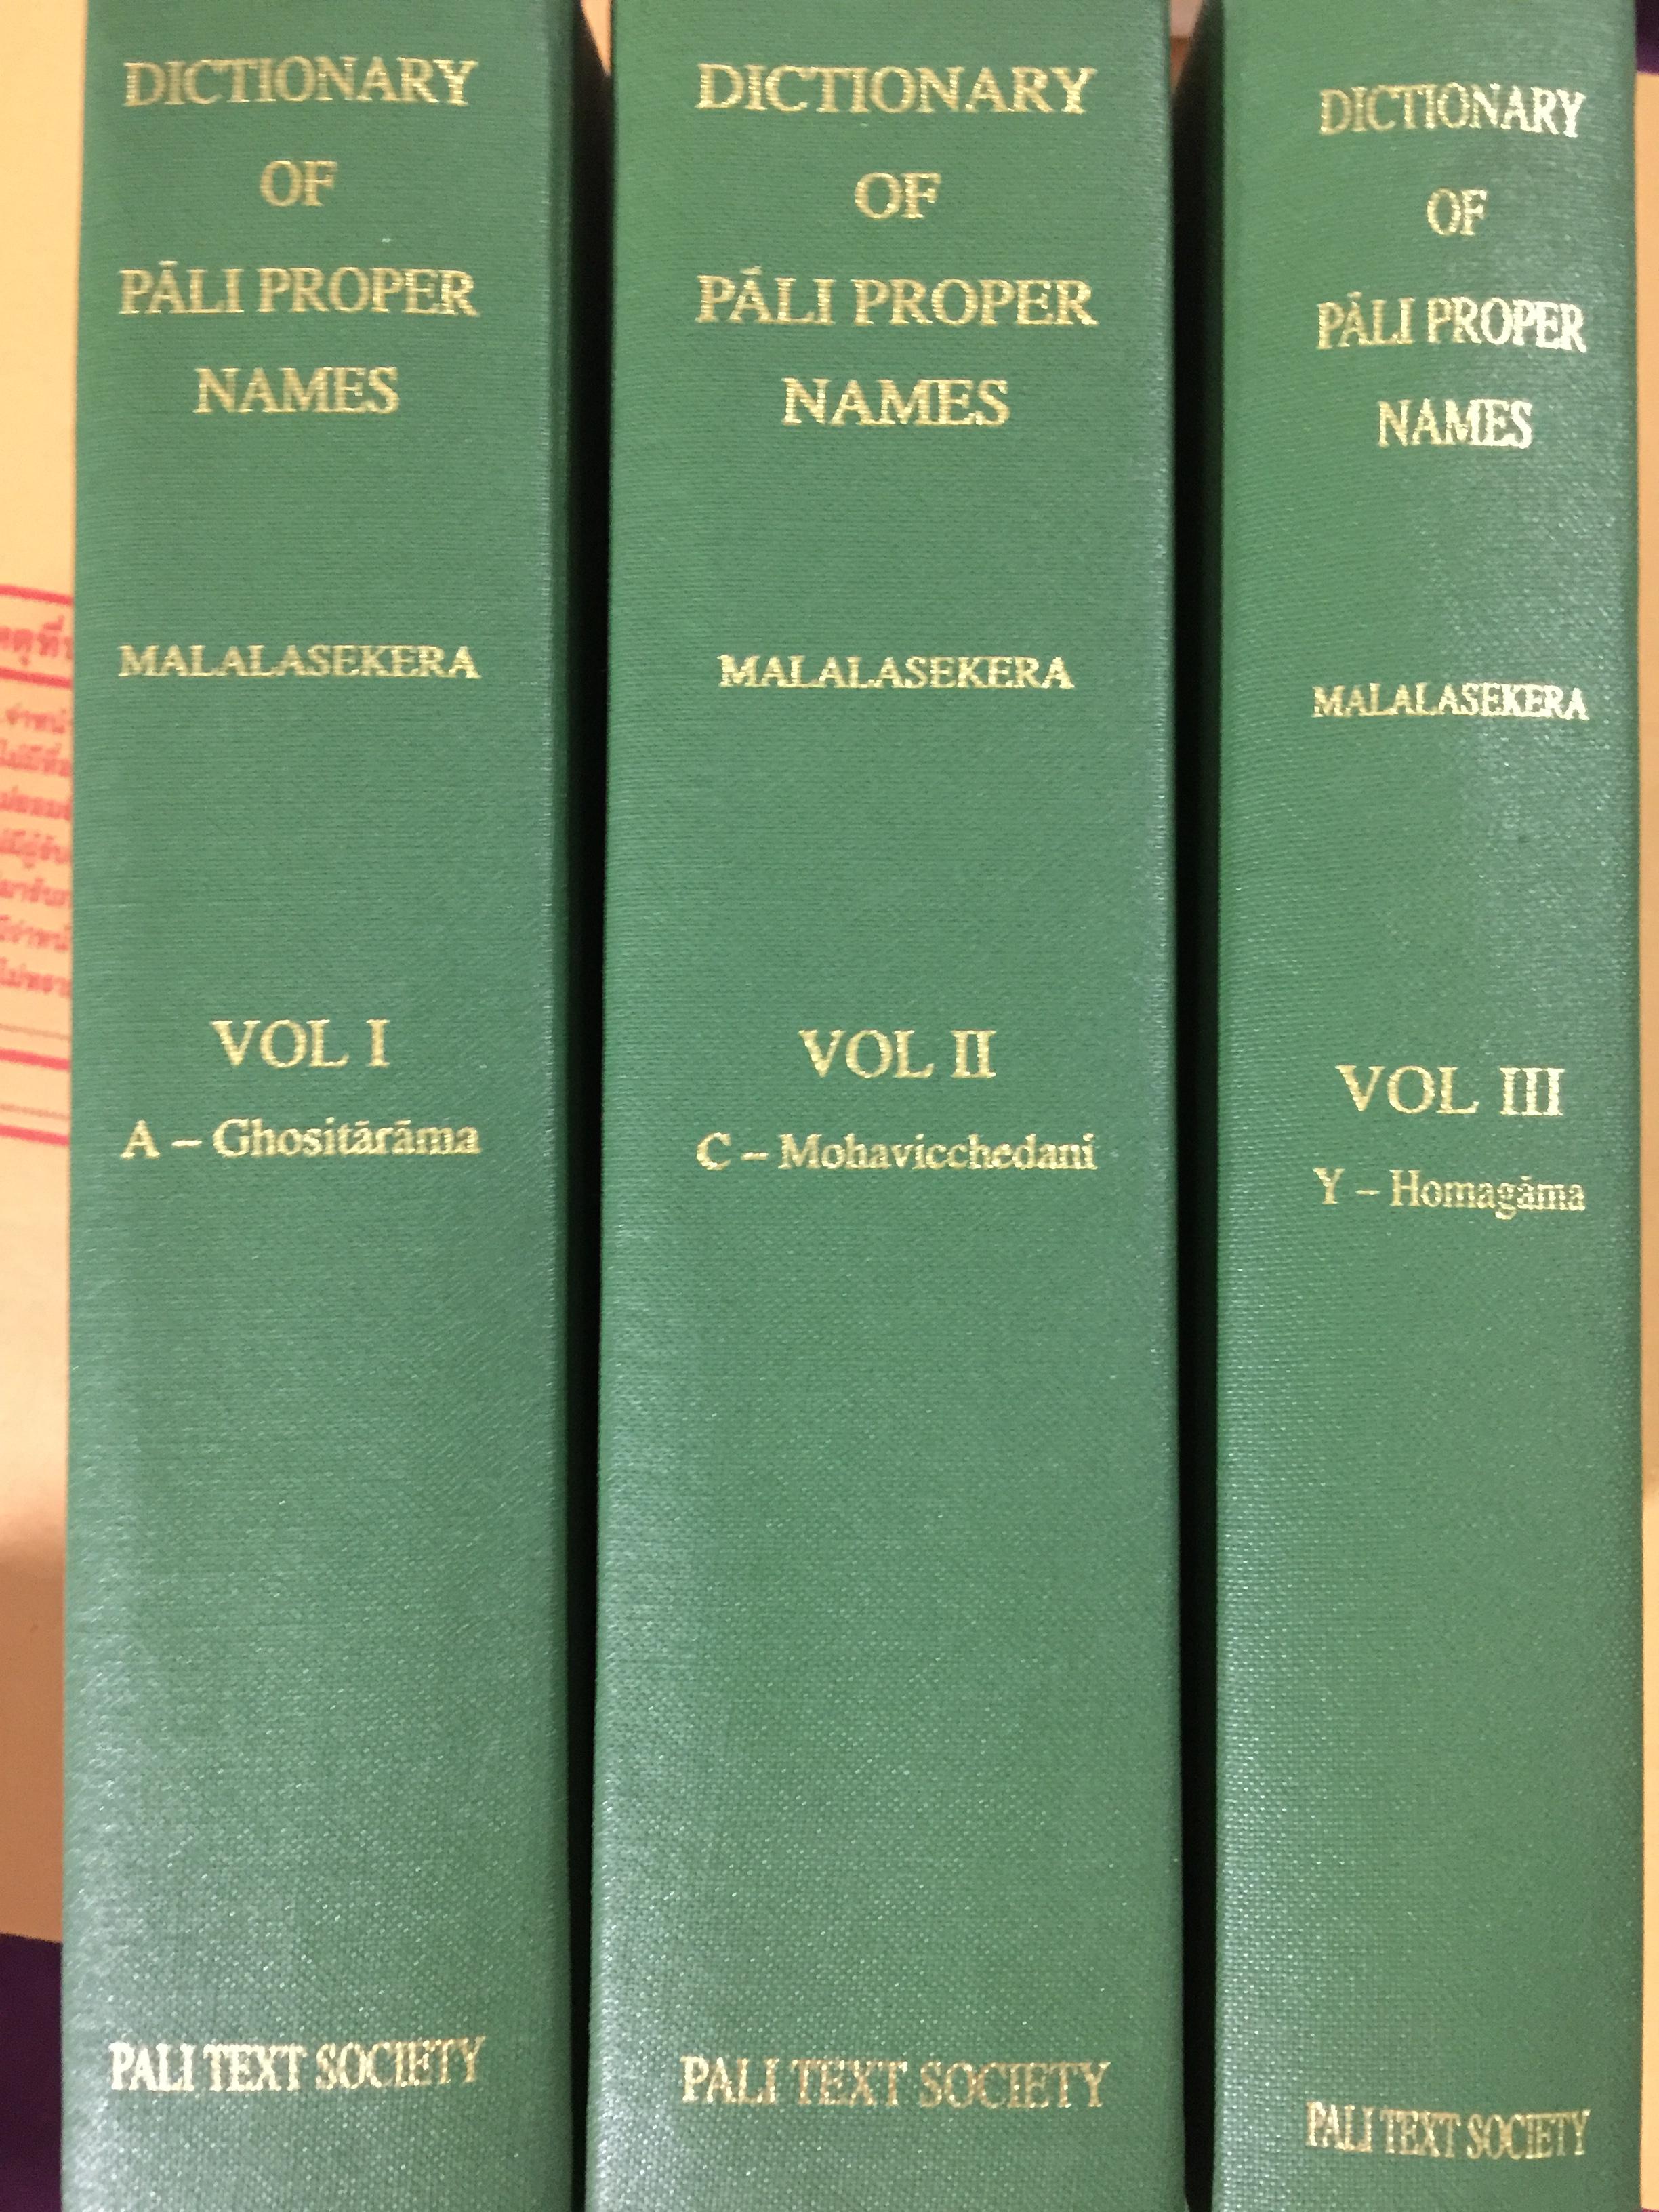 DICTIONARY
OF
PĀLI PROPER
NAMES
MALALASEKERA
VOL I
A – Ghositārāma
PALI TEXT SOCIETY
DICTIONARY
OF
PĀLI PROPER
NAMES
MALALASEKERA
VOL II
C – Mohavicchedani
PALI TEXT SOCIETY
DICTIONARY
OF
PĀLI PROPER
NAMES
MALALASEKERA
VOL III
Y – Homagāma
PALI TEXT SOCIETY